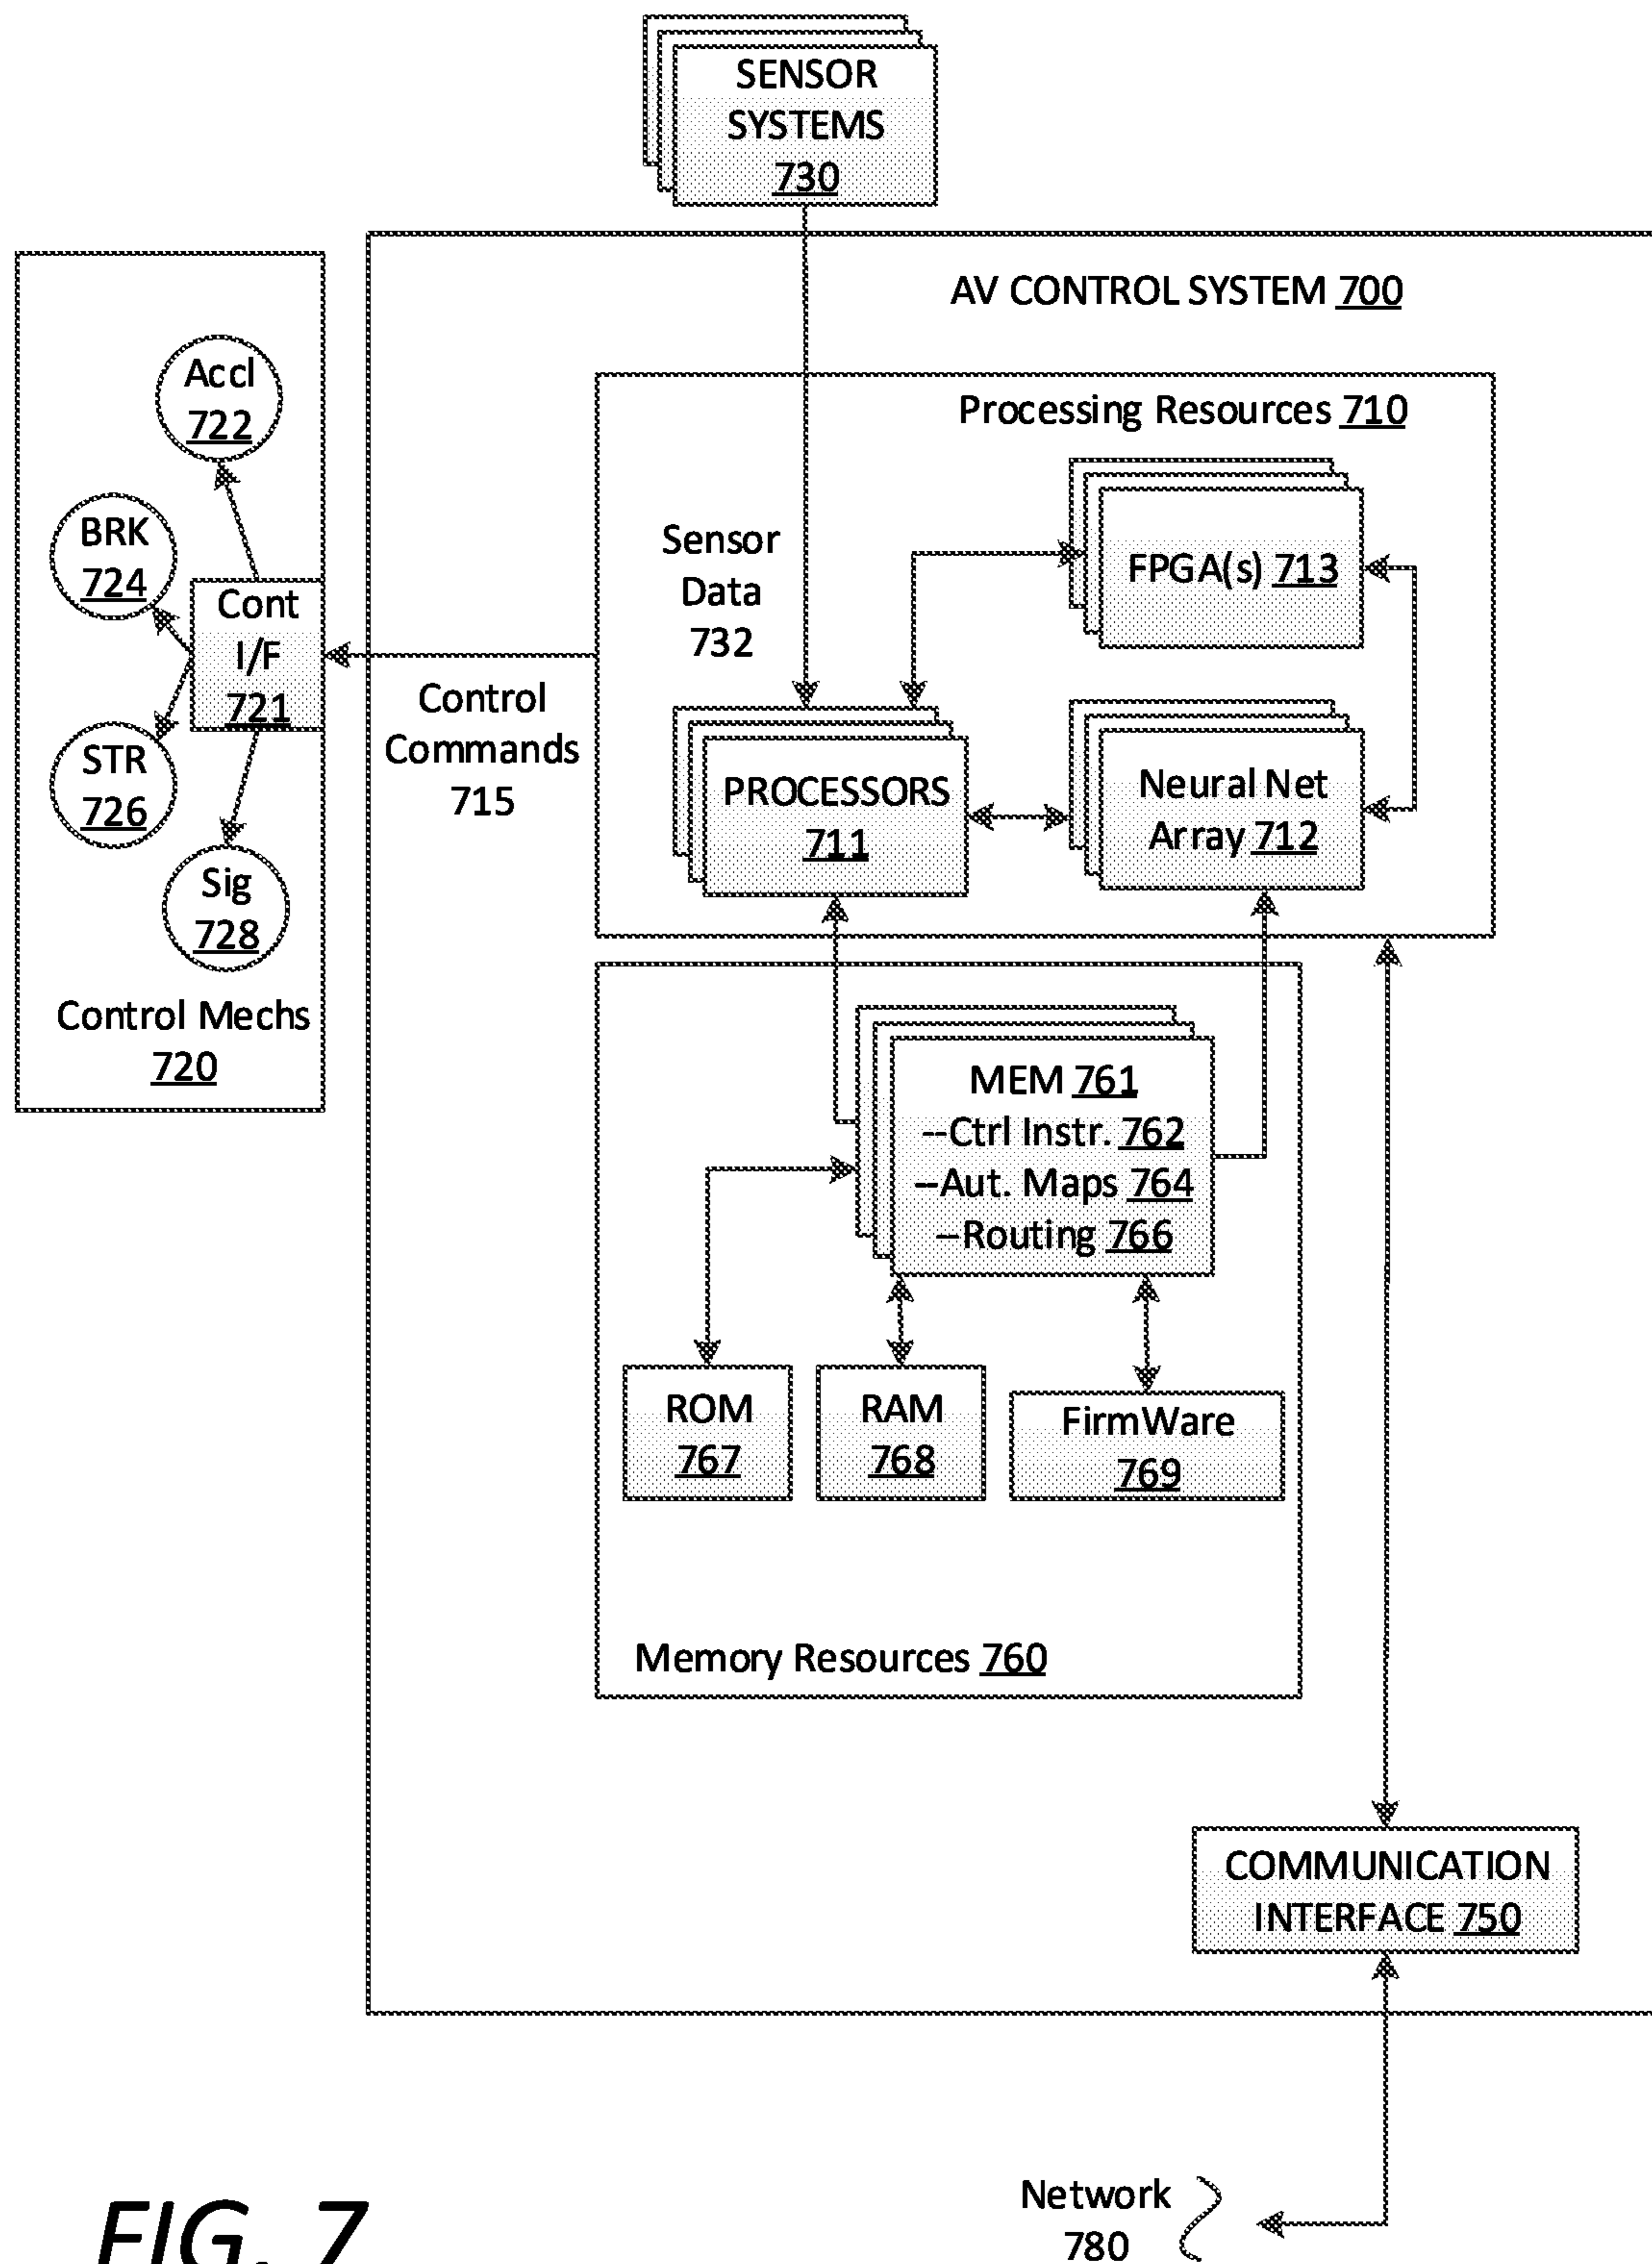 SENSOR
SYSTEMS
730
AV CONTROL SYSTEM 700
Processing Resources 710
Accl
722
BRK
724
Cont
I/F
721
STR
726
Sig
728
Control Mechs
720
Control
Commands
715
Sensor
Data
732
FPGA(s) 713
PROCESSORS
711
Neural Net
Array 712
MEM 761
--Ctrl Instr. 762
--Aut. Maps 764
--Routing 766
ROM
767
RAM
768
FirmWare
769
Memory Resources 760
COMMUNICATION
INTERFACE 750
Network
780
FIG. 7